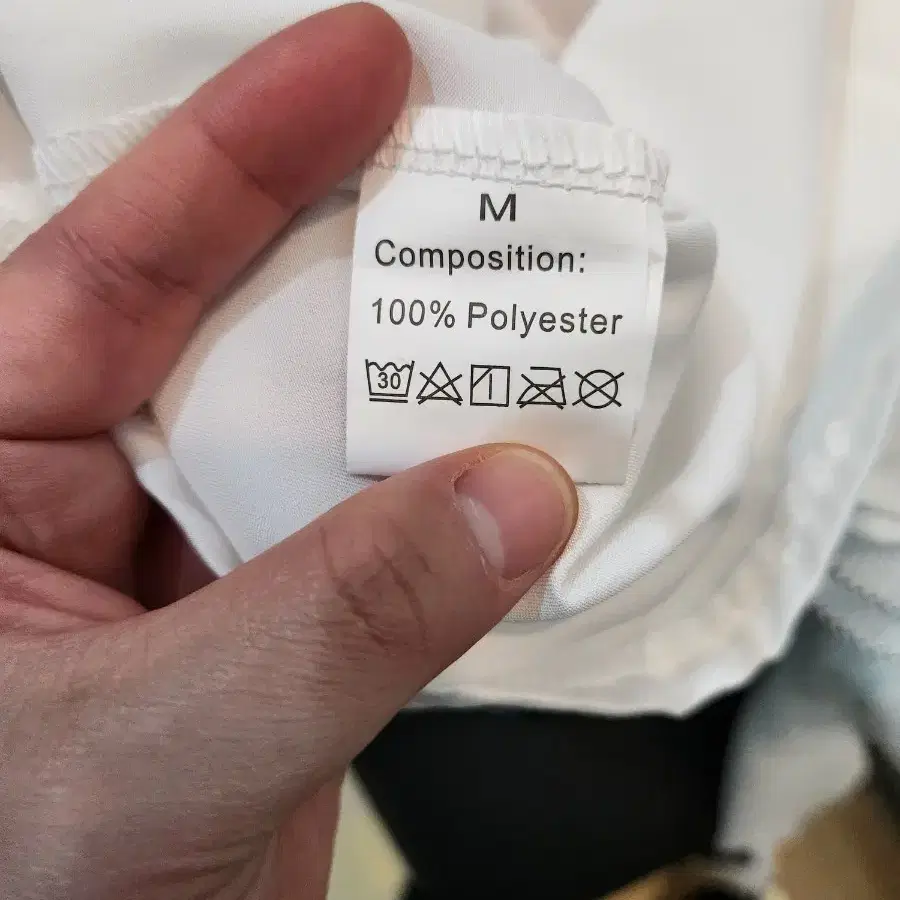 M
Composition:
100% Polyester
30